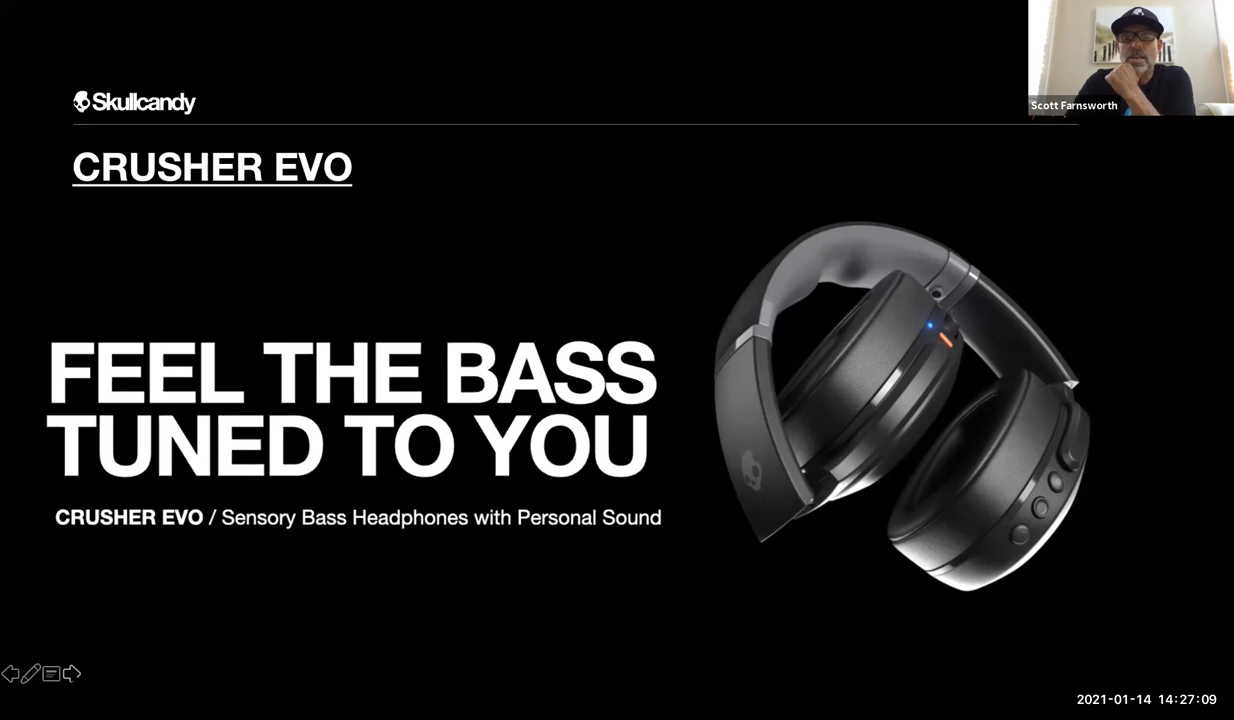 Skullcandy
Scott Farnsworth
CRUSHER EVO
FEEL THE BASS
TUNED TO YOU
CRUSHER EVO / Sensory Bass Headphones with Personal Sound
2021-01-14 14:27:09